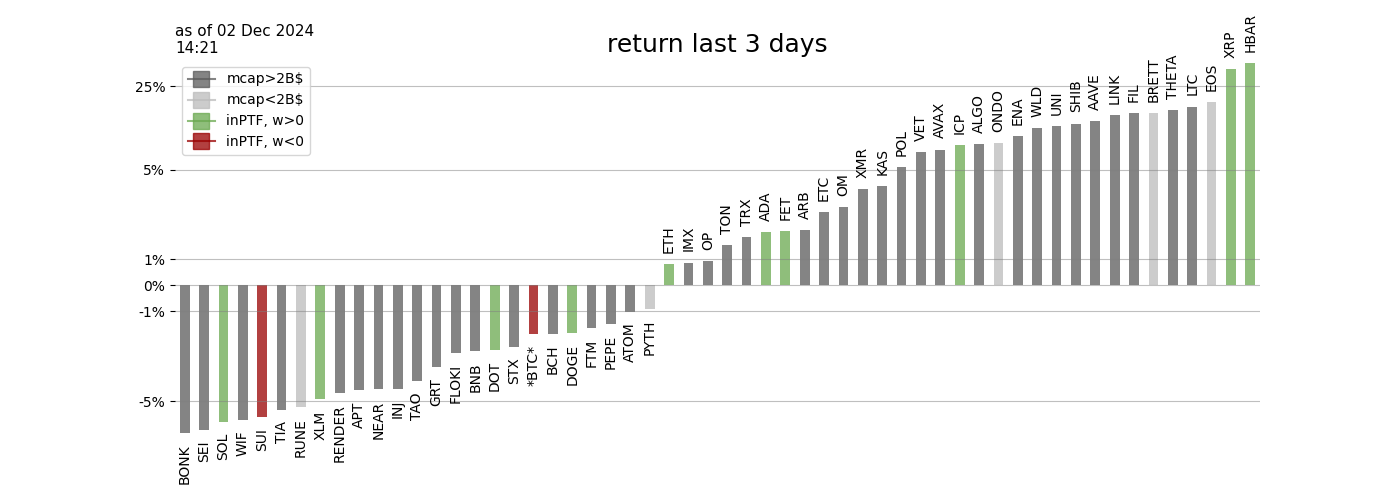 as of 02 Dec 2024
14:21
return last 3 days
mcap>2B$
mcap<2B$
inPTF, w>0
inPTF, w<0
25%
5%
1%
0%
-1%
-5%
BONK
SEI
SOL
WIF
SUI
TIA
RUNE
XLM
RENDER
APT
NEAR
INJ
TAO
GRT
FLOKI
BNB
DOT
STX
*BTC*
BCH
DOGE
FTM
PEPE
ATOM
PYTH
ETH
IMX
OP
TON
TRX
ADA
FET
ARB
ETC
OM
XMR
KAS
POL
VET
AVAX
ICP
ALGO
ONDO
ENA
WLD
UNI
SHIB
AAVE
LINK
FIL
BRETT
THETA
LTC
EOS
XRP
HBAR